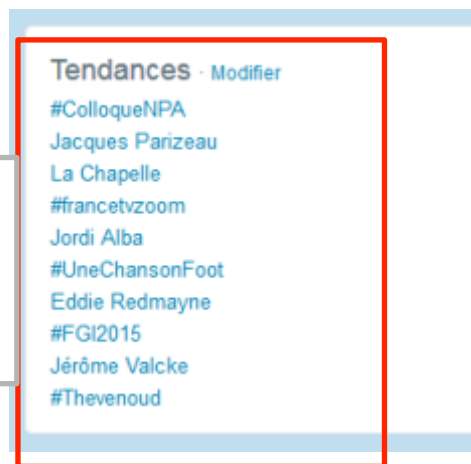 Tendances · Modifier
#ColloqueNPA
Jacques Parizeau
La Chapelle
#francetvzoom
Jordi Alba
#UneChansonFoot
Eddie Redmayne
#FGI2015
Jérôme Valcke
#Thevenoud